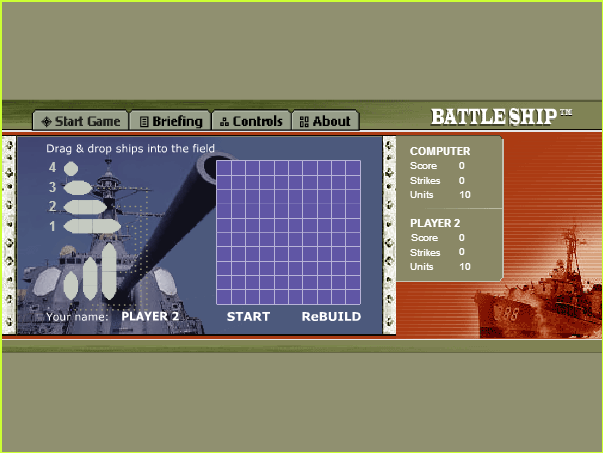 Start Game Briefing Controls About BATTLESHIP™
Drag & drop ships into the field
4
3
2
1
Your name: PLAYER 2 START ReBUILD
COMPUTER
Score 0
Strikes 0
Units 10
PLAYER 2
Score 0
Strikes 0
Units 10